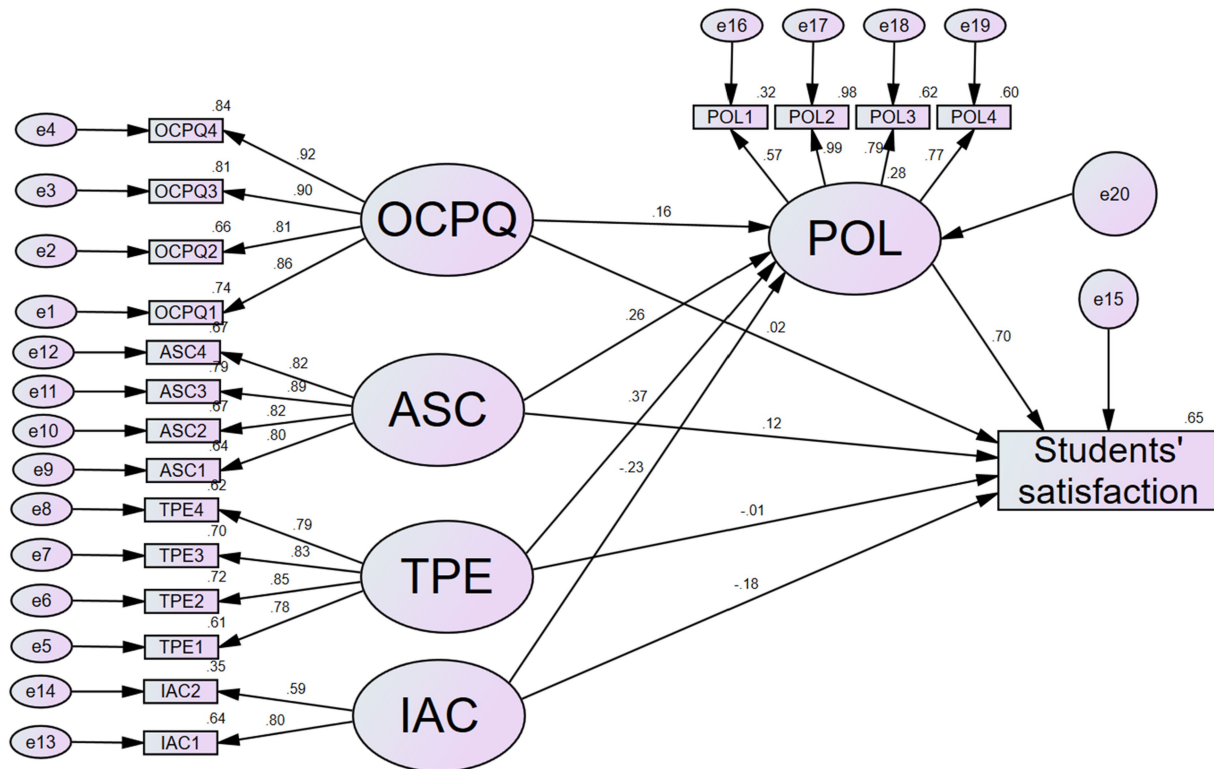 e16
e17
e18
e19
.32
.98
.62
.60
POL1
POL2
POL3
POL4
.57
.99
.79
.28
.77
POL
e20
e15
.84
e4
OCPQ4
.92
.81
e3
OCPQ3
.90
.66
e2
OCPQ2
.81
.74
e1
OCPQ1
.86
OCPQ
.16
.02
.67
e12
ASC4
.82
.79
e11
ASC3
.89
.67
e10
ASC2
.82
.64
e9
ASC1
.80
ASC
.26
.12
.70
.65
Students'
satisfaction
.62
e8
TPE4
.79
.70
e7
TPE3
.83
.72
e6
TPE2
.85
.61
e5
TPE1
.78
TPE
.37
-.01
.35
e14
IAC2
.59
.64
e13
IAC1
.80
IAC
-.23
-.18